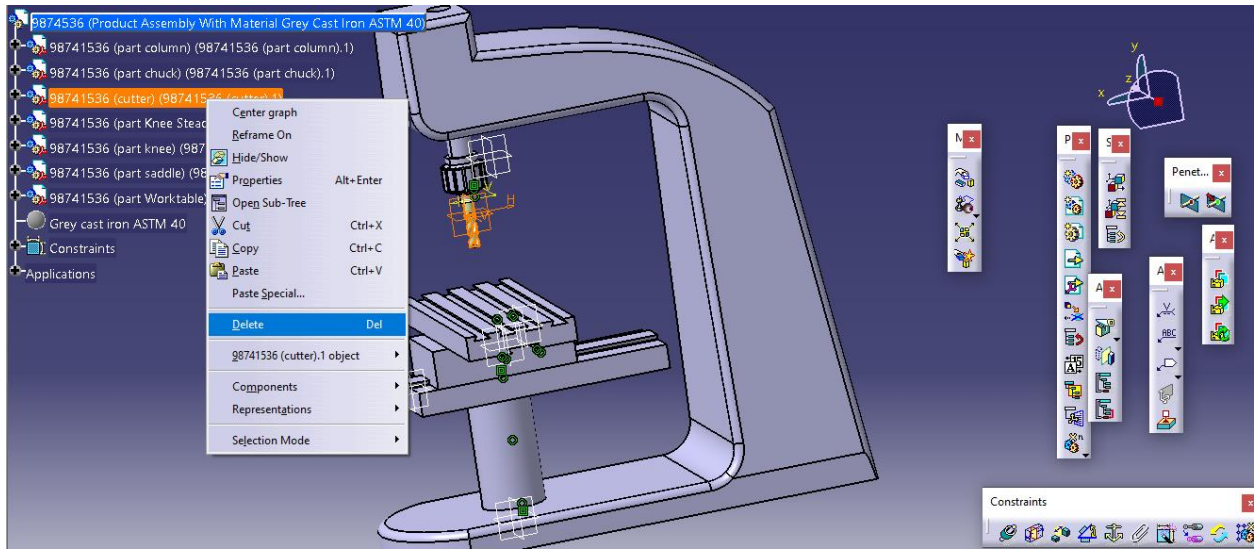 9874536 (Product Assembly With Material Grey Cast Iron ASTM 40)
98741536 (part column) (98741536 (part column).1)
98741536 (part chuck) (98741536 (part chuck).1)
98741536 (cutter) (98741536 (cutter).1)
98741536 (part Knee Stead
98741536 (part knee) (987
98741536 (part saddle) (98
98741536 (part Worktable)
Grey cast iron ASTM 40
Constraints
Applications
Center graph
Reframe On
Hide/Show
Properties Alt+Enter
Open Sub-Tree
Cut Ctrl+X
Copy Ctrl+C
Paste Ctrl+V
Paste Special...
Delete Del
98741536 (cutter).1 object
Components
Representations
Selection Mode
H
y
z
x
M
P
S
Penet...
A
A
A
ABC
Constraints